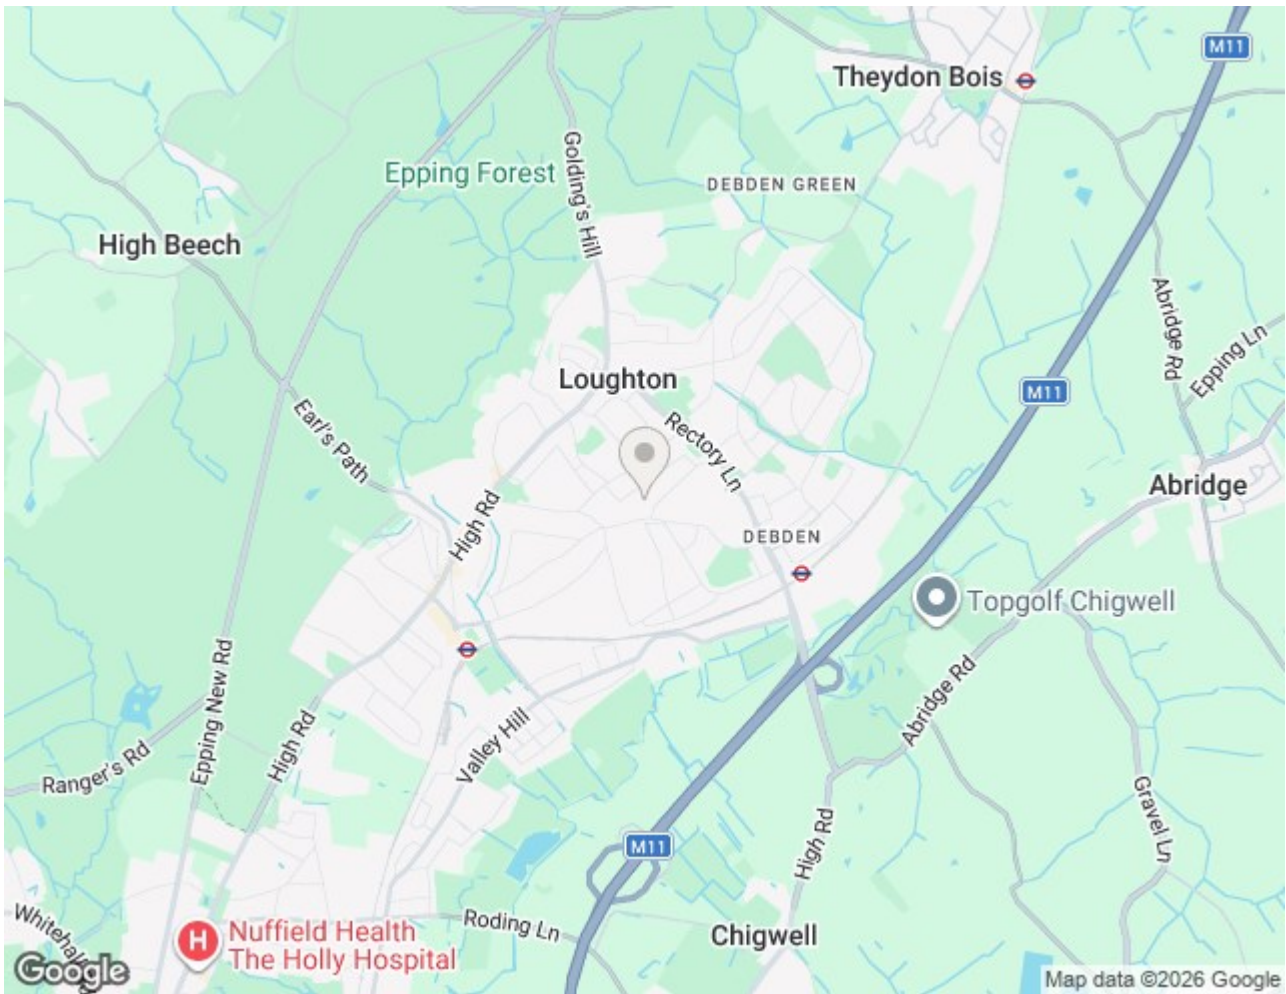 M11
Theydon Bois
Golding's Hill
Epping Forest
DEBDEN GREEN
High Beech
Abridge Rd
Epping Ln
Loughton
M11
Earl's Path
Rectory Ln
Abridge
High Rd
DEBDEN
Topgolf Chigwell
Epping New Rd
High Rd
Valley Hill
Abridge Rd
Ranger's Rd
Gravel Ln
High Rd
M11
Roding Ln
Chigwell
H
Nuffield Health
The Holly Hospital
Google
Map data ©2026 Google